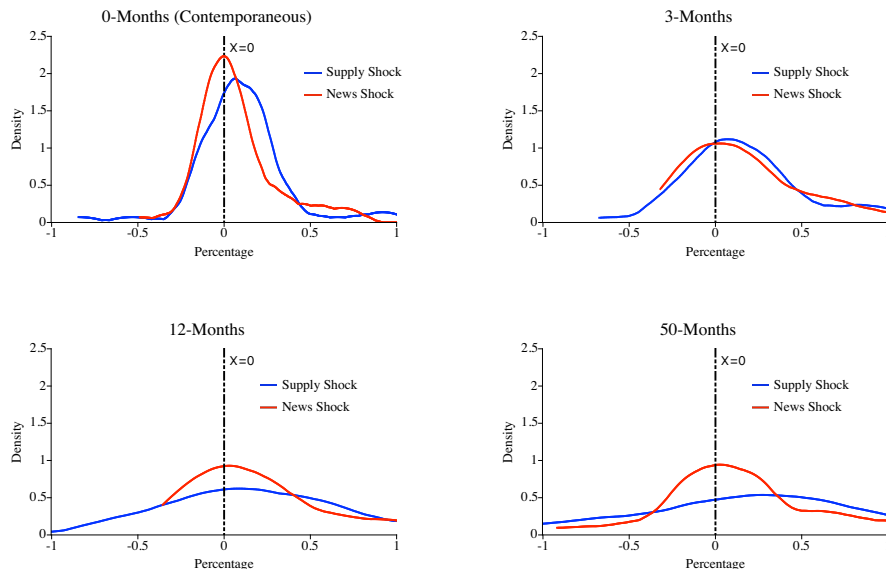 0-Months (Contemporaneous)
2.5
2
1.5
1
0.5
0
Density
X=0
Supply Shock
News Shock
-1
-0.5
0
0.5
1
Percentage
3-Months
2.5
2
1.5
1
0.5
0
Density
X=0
Supply Shock
News Shock
-1
-0.5
0
0.5
Percentage
12-Months
2.5
2
1.5
1
0.5
0
Density
X=0
Supply Shock
News Shock
-1
-0.5
0
0.5
1
Percentage
50-Months
2.5
2
1.5
1
0.5
0
Density
X=0
Supply Shock
News Shock
-1
-0.5
0
0.5
Percentage